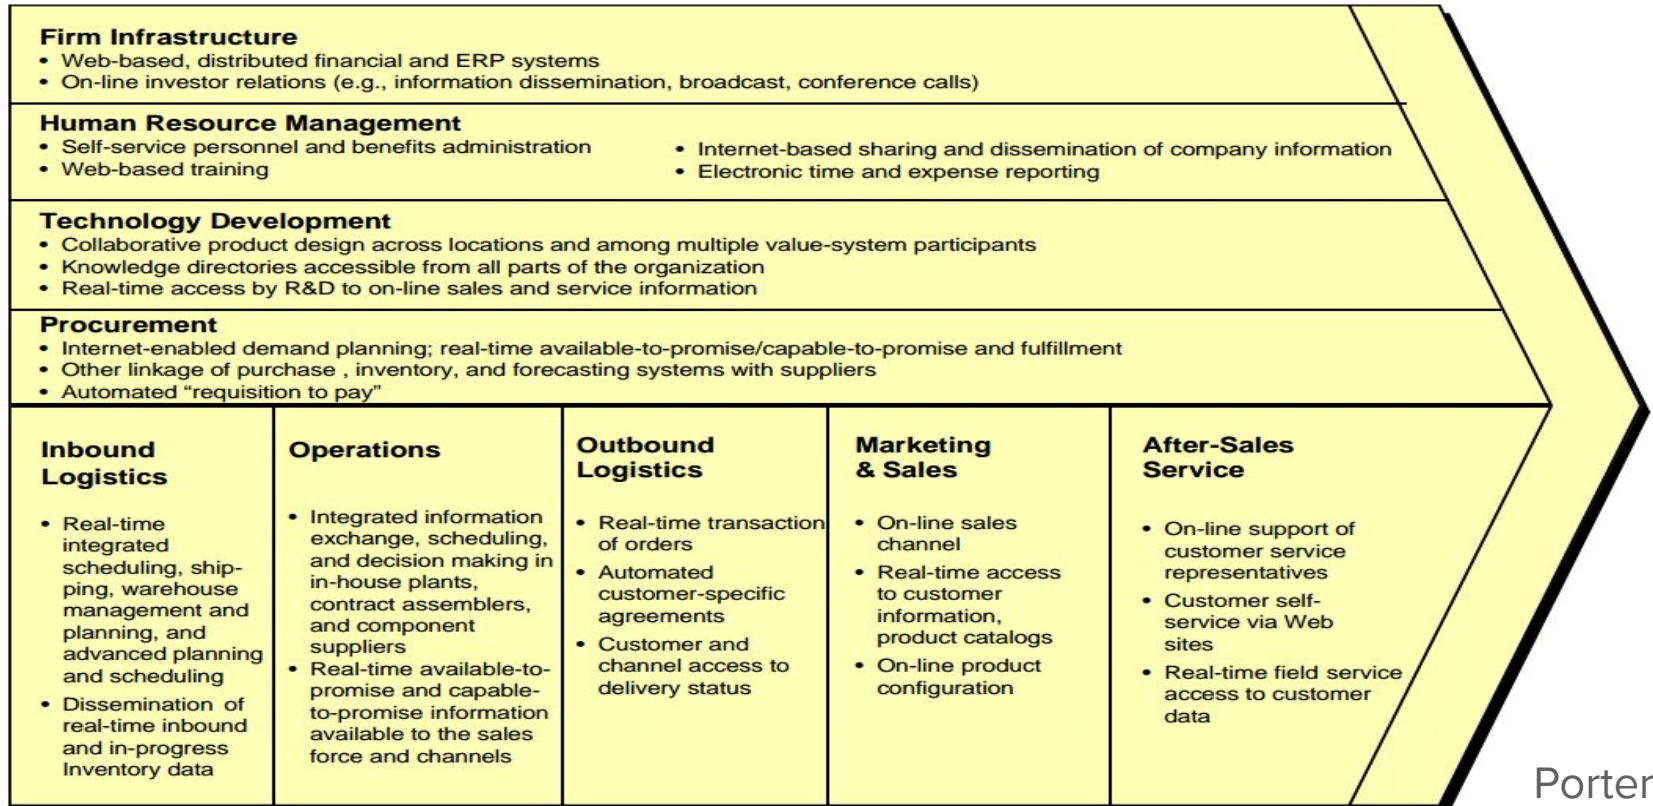 Firm Infrastructure
• Web-based, distributed financial and ERP systems
• On-line investor relations (e.g., information dissemination, broadcast, conference calls)
Human Resource Management
• Self-service personnel and benefits administration
• Web-based training
• Internet-based sharing and dissemination of company information
• Electronic time and expense reporting
Technology Development
• Collaborative product design across locations and among multiple value-system participants
• Knowledge directories accessible from all parts of the organization
• Real-time access by R&D to on-line sales and service information
Procurement
• Internet-enabled demand planning; real-time available-to-promise/capable-to-promise and fulfillment
• Other linkage of purchase , inventory, and forecasting systems with suppliers
• Automated “requisition to pay”
Inbound
Logistics
• Real-time
integrated
scheduling, ship-
ping, warehouse
management and
planning, and
advanced planning
and scheduling
• Dissemination of
real-time inbound
and in-progress
Inventory data
Operations
• Integrated information
exchange, scheduling,
and decision making in
in-house plants,
contract assemblers,
and component
suppliers
• Real-time available-to-
promise and capable-
to-promise information
available to the sales
force and channels
Outbound
Logistics
• Real-time transaction
of orders
• Automated
customer-specific
agreements
• Customer and
channel access to
delivery status
Marketing
& Sales
• On-line sales
channel
• Real-time access
to customer
information,
product catalogs
• On-line product
configuration
After-Sales
Service
• On-line support of
customer service
representatives
• Customer self-
service via Web
sites
• Real-time field service
access to customer
data
Porter